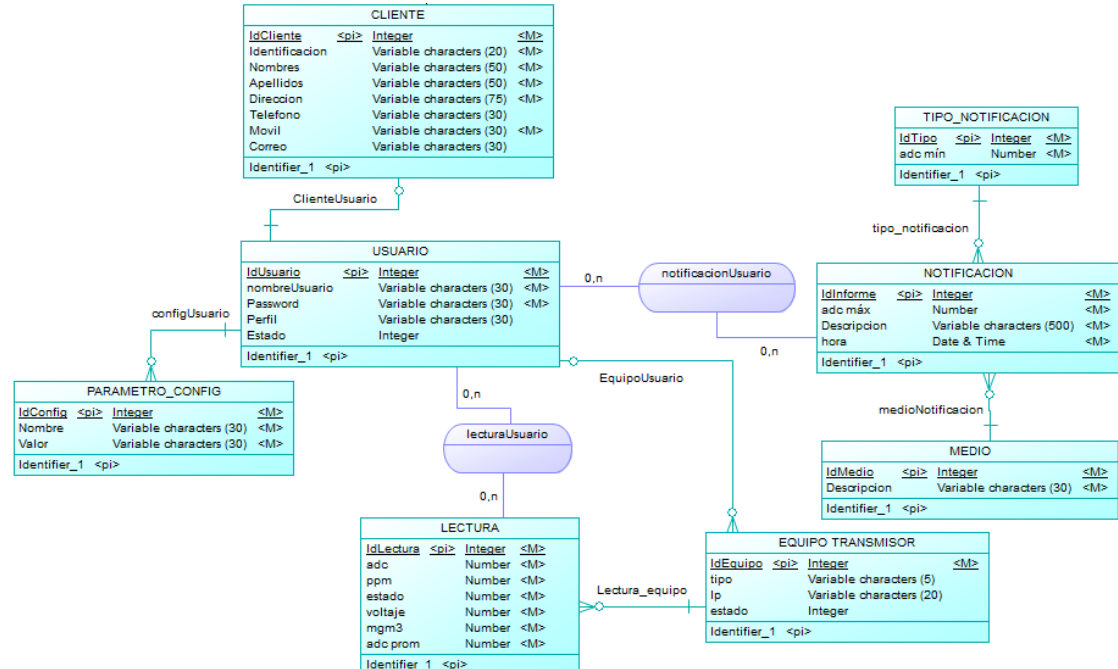 CLIENTE
IdCliente <pi> Integer <M>
Identificacion Variable characters (20) <M>
Nombres Variable characters (50) <M>
Apellidos Variable characters (50) <M>
Direccion Variable characters (75) <M>
Telefono Variable characters (30)
Movil Variable characters (30) <M>
Correo Variable characters (30)
Identifier_1 <pi>
ClienteUsuario
TIPO_NOTIFICACION
IdTipo <pi> Integer <M>
adc mín Number <M>
Identifier_1 <pi>
tipo_notificacion
USUARIO
IdUsuario <pi> Integer <M>
nombreUsuario Variable characters (30) <M>
Password Variable characters (30) <M>
Perfil Variable characters (30)
Estado Integer
Identifier_1 <pi>
0,n
notificacionUsuario
0,n
NOTIFICACION
IdInforme <pi> Integer <M>
adc máx Number <M>
Descripcion Variable characters (500) <M>
hora Date & Time <M>
Identifier_1 <pi>
configUsuario
EquipoUsuario
PARAMETRO_CONFIG
IdConfig <pi> Integer <M>
Nombre Variable characters (30) <M>
Valor Variable characters (30) <M>
Identifier_1 <pi>
0,n
lecturaUsuario
0,n
medioNotificacion
MEDIO
IdMedio <pi> Integer <M>
Descripcion Variable characters (30) <M>
Identifier_1 <pi>
LECTURA
IdLectura <pi> Integer <M>
adc Number <M>
ppm Number <M>
estado Number <M>
voltaje Number <M>
mgm3 Number <M>
adc prom Number <M>
Identifier_1 <pi>
Lectura_equipo
EQUIPO TRANSMISOR
IdEquipo <pi> Integer <M>
tipo Variable characters (5)
Ip Variable characters (20)
estado Integer
Identifier_1 <pi>